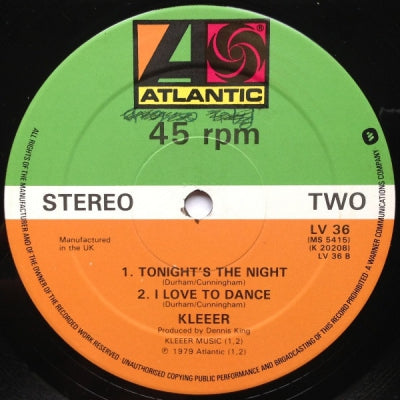 ATLANTIC
45 rpm
STEREO
TWO
Manufactured
in the UK
LV 36
(MS 5415)
(K 20208)
LV 36 B
1. TONIGHT'S THE NIGHT
(Durham/Cunningham)
2. I LOVE TO DANCE
(Durham/Cunningham)
KLEEER
Produced by Dennis King
KLEEER MUSIC (1,2)
℗ 1979 Atlantic (1,2)
ALL RIGHTS OF THE MANUFACTURER AND OF THE OWNER OF THE RECORDED WORK RESERVED. UNAUTHORISED COPYING PUBLIC PERFORMANCE AND BROADCASTING OF THIS RECORD PROHIBITED. A WARNER COMMUNICATIONS COMPANY